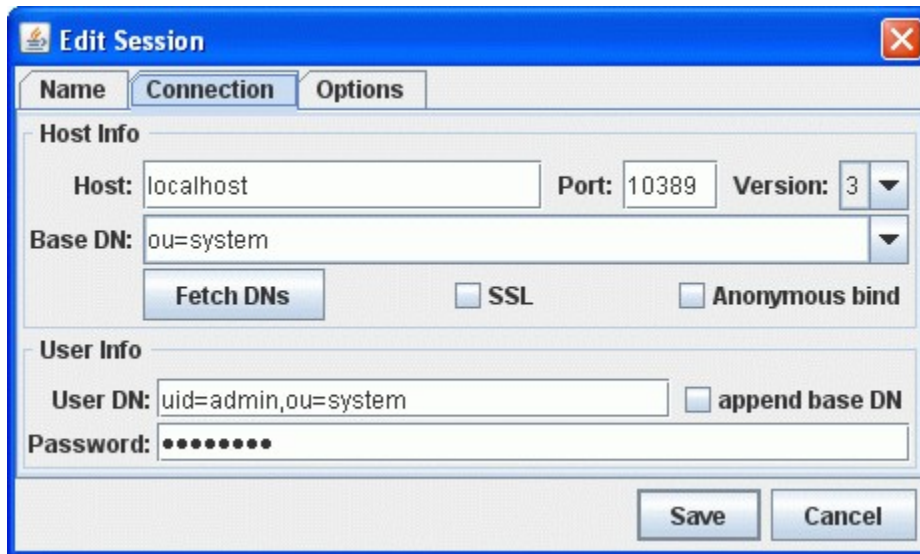 Edit Session
Name Connection Options
Host Info
Host: localhost Port: 10389 Version: 3
Base DN: ou=system
Fetch DNs SSL Anonymous bind
User Info
User DN: uid=admin,ou=system append base DN
Password: ••••••••
Save Cancel